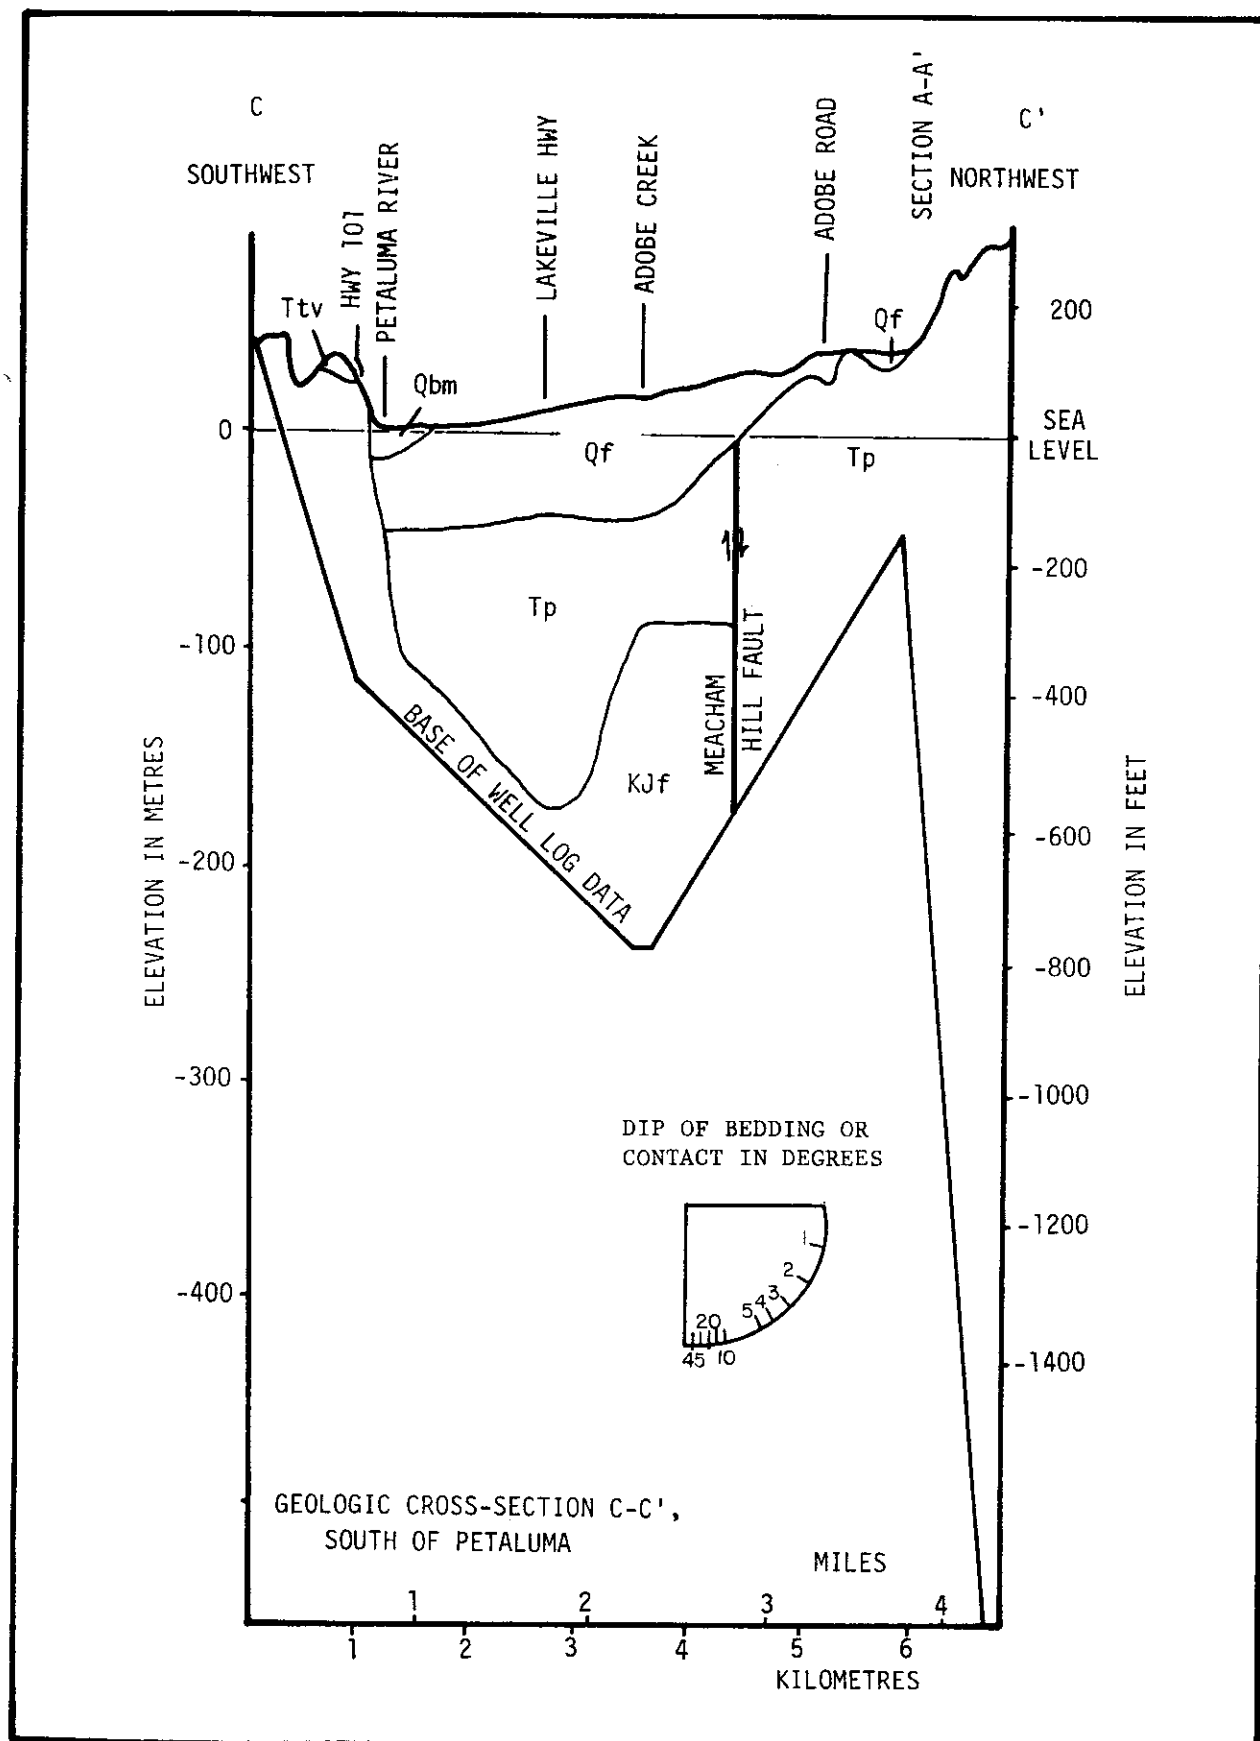 C
C'
SOUTHWEST
NORTHWEST
HWY 101
PETALUMA RIVER
LAKEVILLE HWY
ADOBE CREEK
ADOBE ROAD
SECTION A-A'
Ttv
Qbm
Qf
Qf
Tp
Tp
KJf
MEACHAM
HILL FAULT
BASE OF WELL LOG DATA
ELEVATION IN METRES
0
-100
-200
-300
-400
ELEVATION IN FEET
200
SEA
LEVEL
-200
-400
-600
-800
-1000
-1200
-1400
DIP OF BEDDING OR
CONTACT IN DEGREES
1
2
3
4
5
10
20
45
GEOLOGIC CROSS-SECTION C-C',
SOUTH OF PETALUMA
MILES
1 2 3 4
1 2 3 4 5 6
KILOMETRES